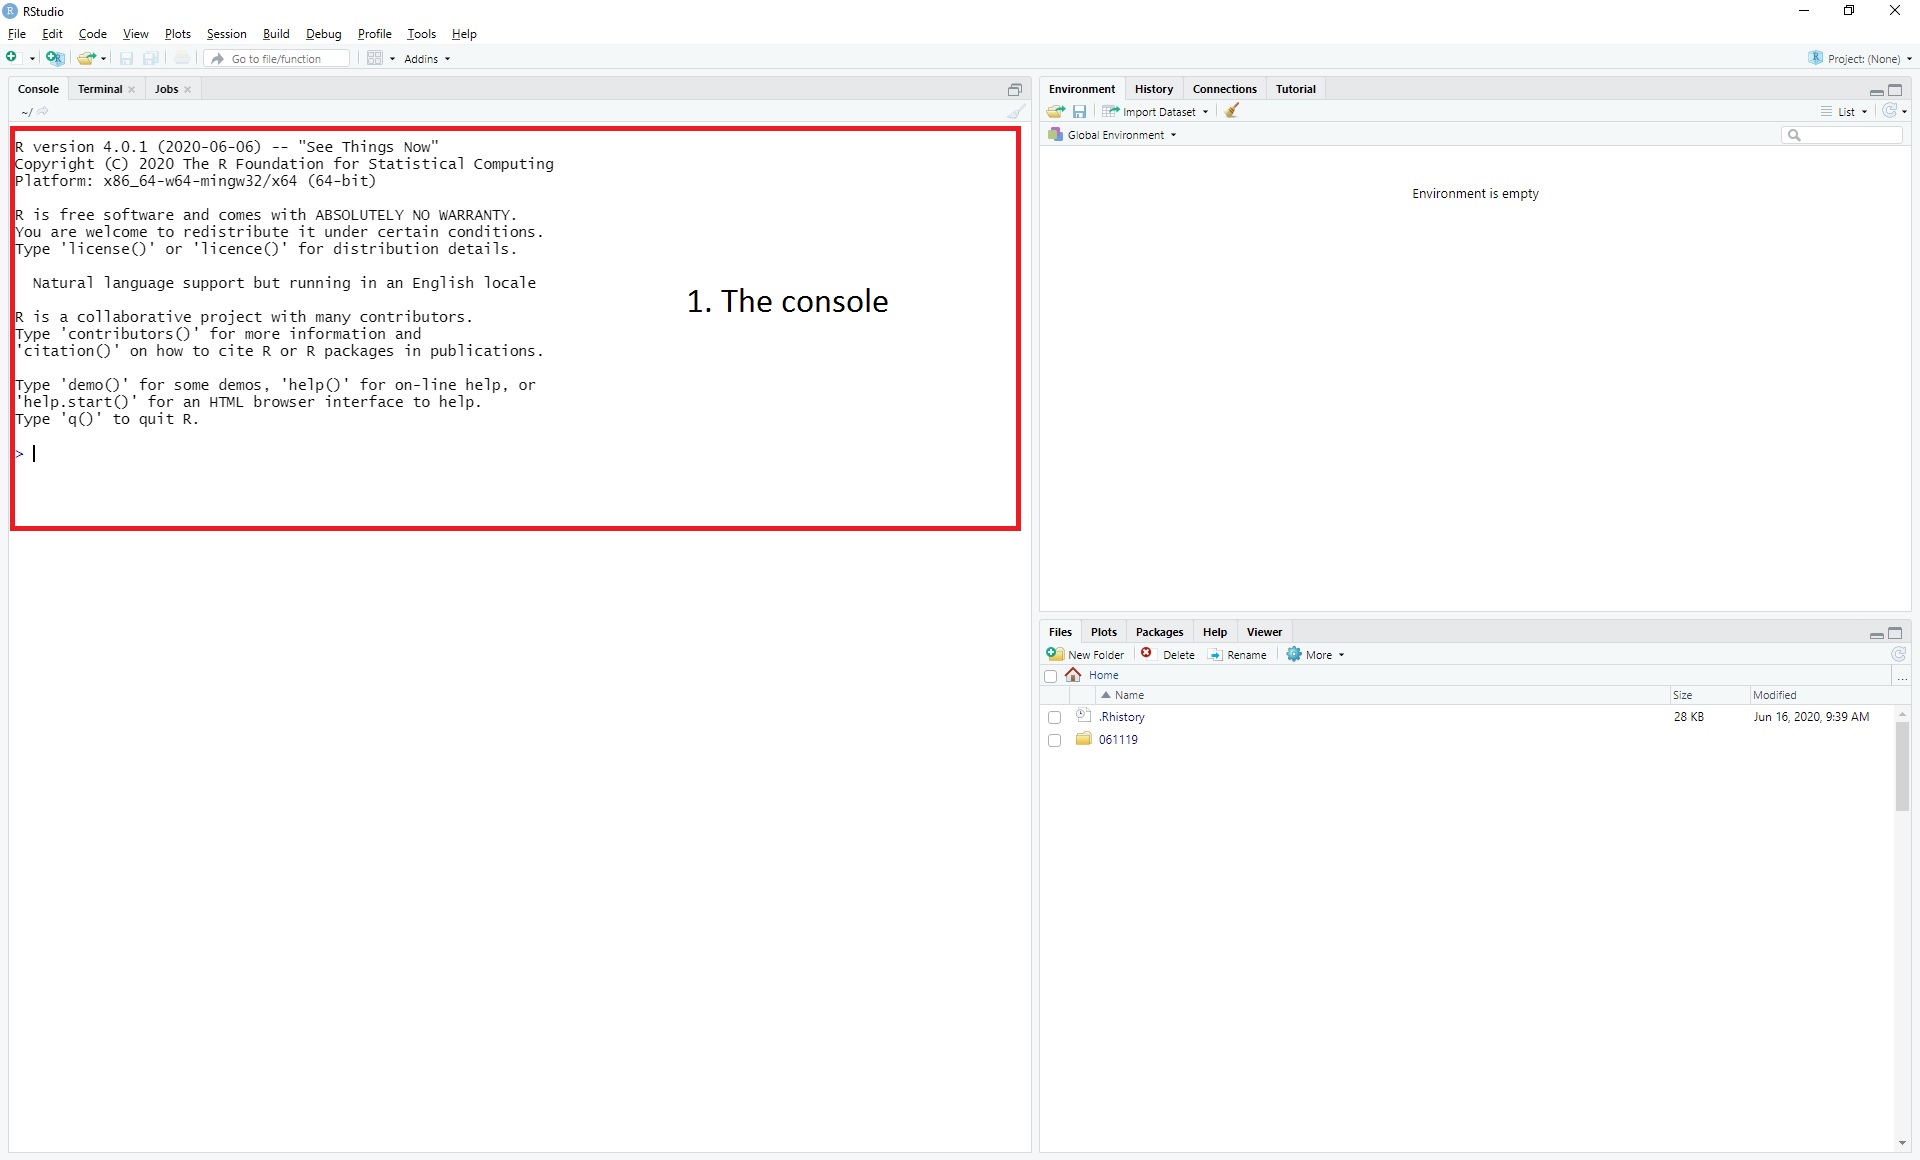 RStudio
File Edit Code View Plots Session Build Debug Profile Tools Help
Go to file/function Addins Project: (None)
Console Terminal Jobs
~/
R version 4.0.1 (2020-06-06) -- "See Things Now"
Copyright (C) 2020 The R Foundation for Statistical Computing
Platform: x86_64-w64-mingw32/x64 (64-bit)
R is free software and comes with ABSOLUTELY NO WARRANTY.
You are welcome to redistribute it under certain conditions.
Type 'license()' or 'licence()' for distribution details.
Natural language support but running in an English locale
R is a collaborative project with many contributors.
Type 'contributors()' for more information and
'citation()' on how to cite R or R packages in publications.
Type 'demo()' for some demos, 'help()' for on-line help, or
'help.start()' for an HTML browser interface to help.
Type 'q()' to quit R.
>
1. The console
Environment History Connections Tutorial
Import Dataset List
Global Environment
Environment is empty
Files Plots Packages Help Viewer
New Folder Delete Rename More
Home ...
Name Size Modified
.Rhistory 28 KB Jun 16, 2020, 9:39 AM
061119